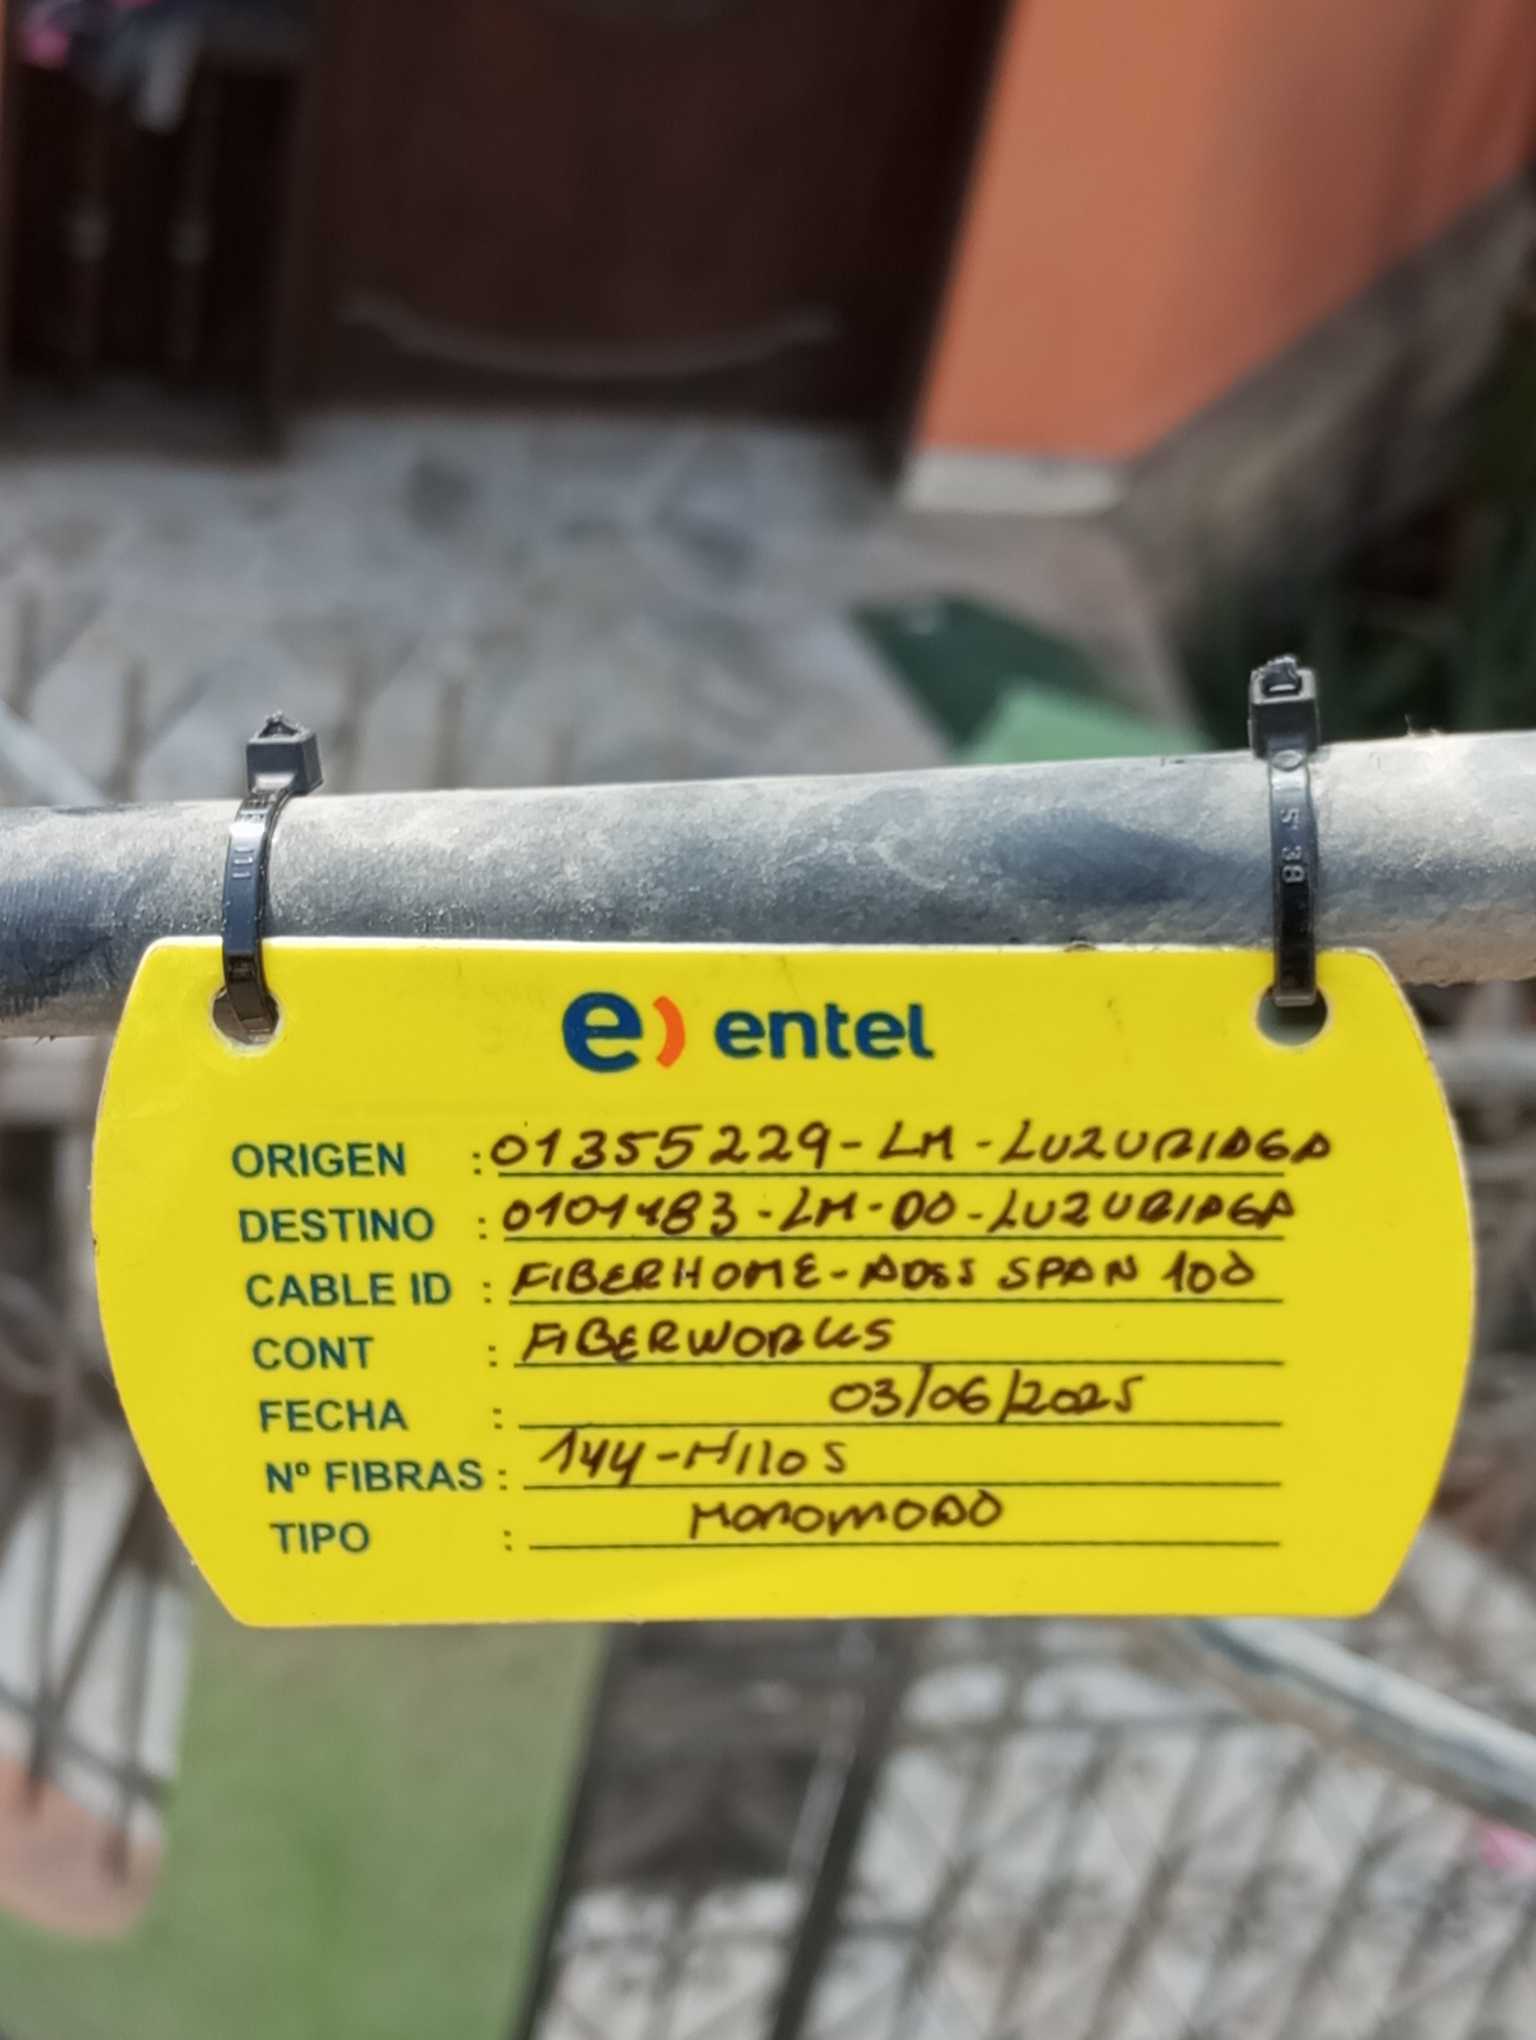 e) entel
ORIGEN : 01355229-LM-LUZURIAGA
DESTINO : 0101483-LM-DO-LUZURIAGA
CABLE ID : FIBERHOME-ADSS SPAN 100
CONT : FIBERWORKS
FECHA : 03/06/2025
Nº FIBRAS : 144-Hilos
TIPO : MONOMODO